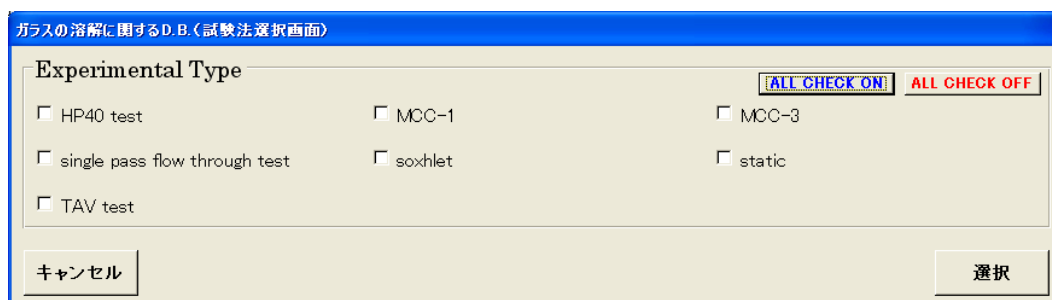 ガラスの溶解に関するD.B.(試験法選択画面)
Experimental Type
ALL CHECK ON ALL CHECK OFF
HP40 test MCC-1 MCC-3
single pass flow through test soxhlet static
TAV test
キャンセル 選択